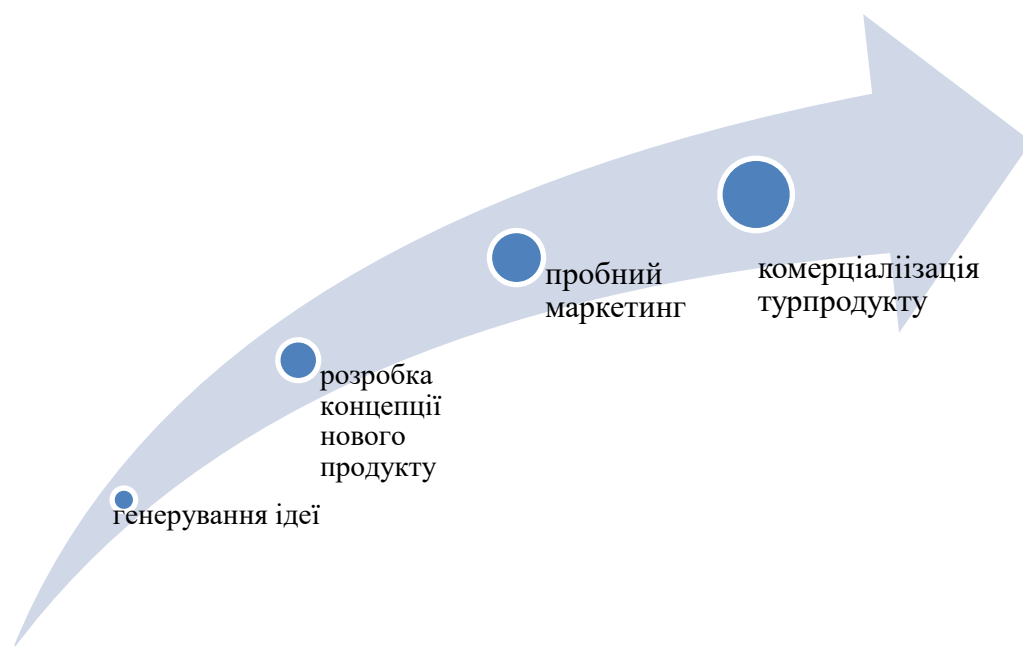 генерування ідеї
розробка
концепції
нового
продукту
пробний
маркетинг
комерціаліізація
турпродукту